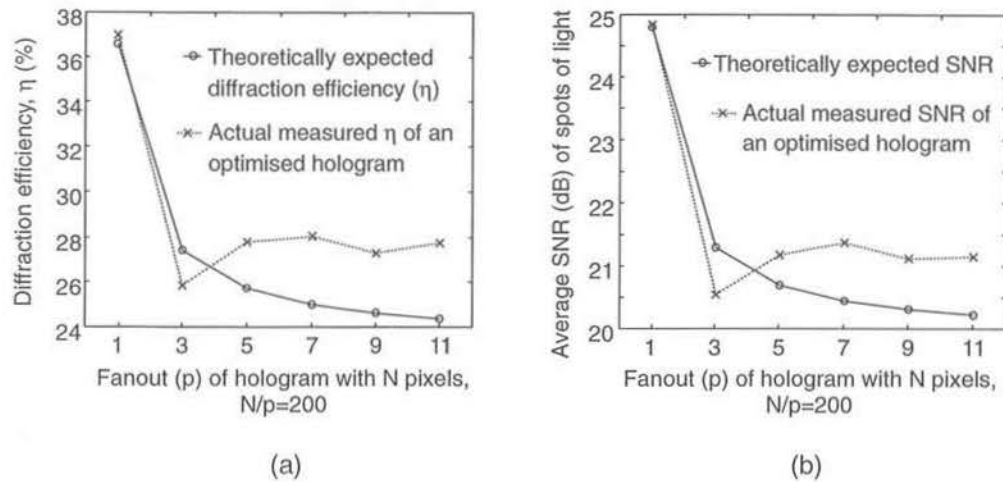 38
36
34
32
30
28
26
24
Diffraction efficiency, η (%)
Theoretically expected
diffraction efficiency (η)
Actual measured η of an
optimised hologram
1 3 5 7 9 11
Fanout (p) of hologram with N pixels,
N/p=200
(a)
25
24
23
22
21
20
Average SNR (dB) of spots of light
Theoretically expected SNR
Actual measured SNR of
an optimised hologram
1 3 5 7 9 11
Fanout (p) of hologram with N pixels,
N/p=200
(b)